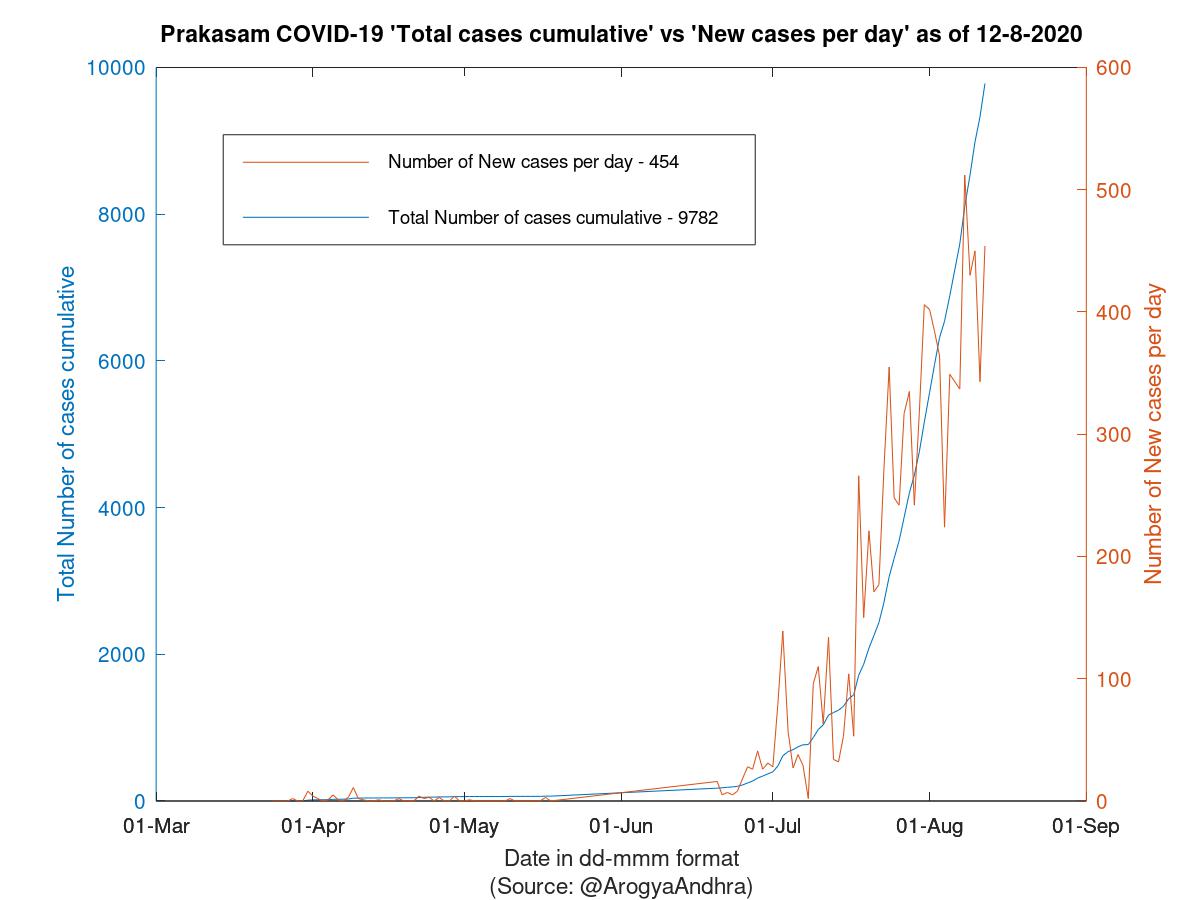 Prakasam COVID-19 'Total cases cumulative' vs 'New cases per day' as of 12-8-2020
10000
8000
6000
4000
2000
0
600
500
400
300
200
100
0
Total Number of cases cumulative
Number of New cases per day
Number of New cases per day - 454
Total Number of cases cumulative - 9782
01-Mar 01-Apr 01-May 01-Jun 01-Jul 01-Aug 01-Sep
Date in dd-mmm format
(Source: @ArogyaAndhra)